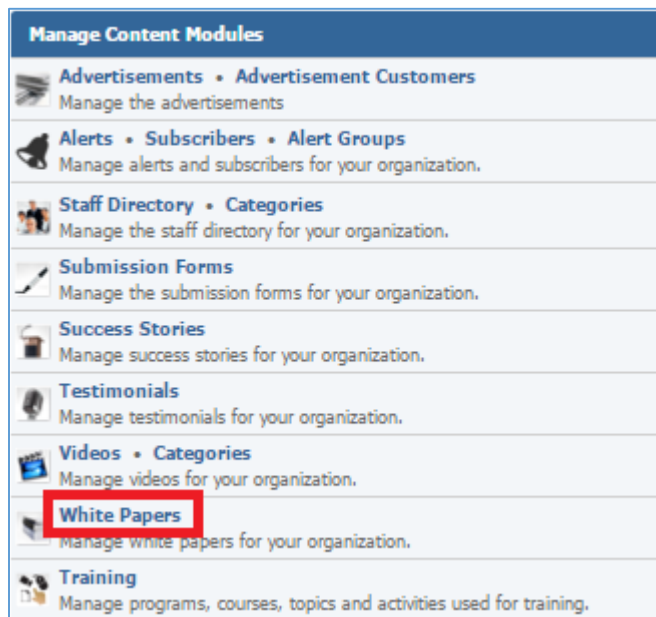 Manage Content Modules
Advertisements • Advertisement Customers
Manage the advertisements
Alerts • Subscribers • Alert Groups
Manage alerts and subscribers for your organization.
Staff Directory • Categories
Manage the staff directory for your organization.
Submission Forms
Manage the submission forms for your organization.
Success Stories
Manage success stories for your organization.
Testimonials
Manage testimonials for your organization.
Videos • Categories
Manage videos for your organization.
White Papers
Manage white papers for your organization.
Training
Manage programs, courses, topics and activities used for training.